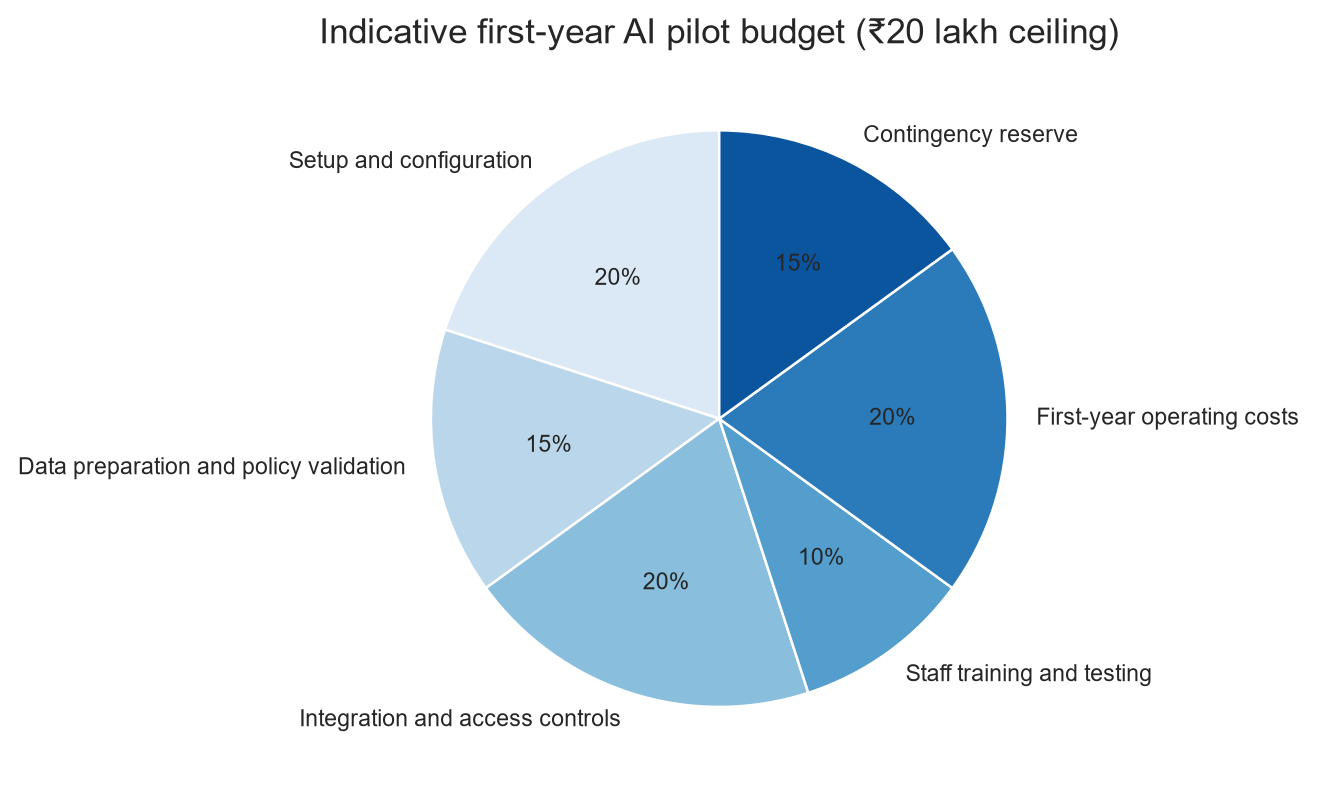 Indicative first-year AI pilot budget (₹20 lakh ceiling)
Contingency reserve
Setup and configuration
15%
20%
First-year operating costs
20%
15%
Data preparation and policy validation
10%
20%
Staff training and testing
Integration and access controls